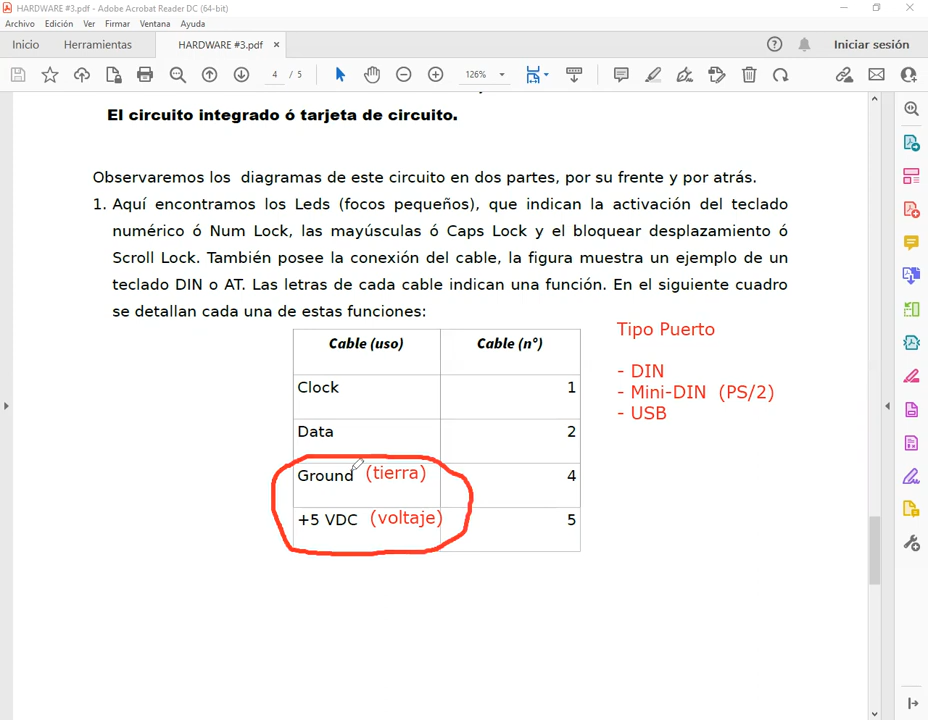 HARDWARE #3.pdf - Adobe Acrobat Reader DC (64-bit)
Archivo Edición Ver Firmar Ventana Ayuda
Inicio Herramientas HARDWARE #3.pdf × Iniciar sesión
4 / 5 126%
El circuito integrado ó tarjeta de circuito.
Observaremos los diagramas de este circuito en dos partes, por su frente y por atrás.
1. Aquí encontramos los Leds (focos pequeños), que indican la activación del teclado
numérico ó Num Lock, las mayúsculas ó Caps Lock y el bloquear desplazamiento ó
Scroll Lock. También posee la conexión del cable, la figura muestra un ejemplo de un
teclado DIN o AT. Las letras de cada cable indican una función. En el siguiente cuadro
se detallan cada una de estas funciones:
Cable (uso) Cable (n°)
Clock 1
Data 2
Ground (tierra) 4
+5 VDC (voltaje) 5
Tipo Puerto
- DIN
- Mini-DIN (PS/2)
- USB